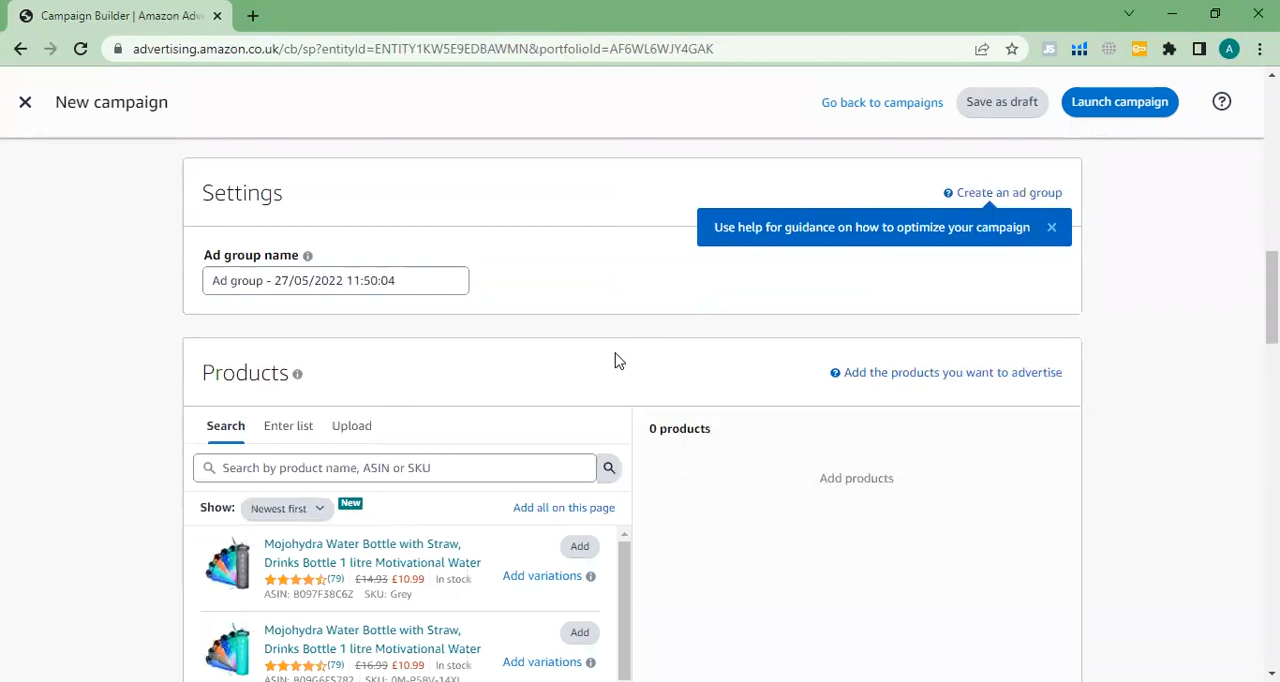 Campaign Builder | Amazon Adv
advertising.amazon.co.uk/cb/sp?entityId=ENTITY1KW5E9EDBAWMN&portfolioId=AF6WL6WJY4GAK
JS
A
New campaign
Go back to campaigns
Save as draft
Launch campaign
Settings
Create an ad group
Use help for guidance on how to optimize your campaign
Ad group name
Ad group - 27/05/2022 11:50:04
Products
Add the products you want to advertise
Search Enter list Upload
0 products
Search by product name, ASIN or SKU
Add products
Show: Newest first New Add all on this page
Mojohydra Water Bottle with Straw,
Drinks Bottle 1 litre Motivational Water
(79) £14.93 £10.99 In stock
ASIN: B097F38C6Z SKU: Grey
Add
Add variations
Mojohydra Water Bottle with Straw,
Drinks Bottle 1 litre Motivational Water
(79) £16.93 £10.99 In stock
Add
Add variations